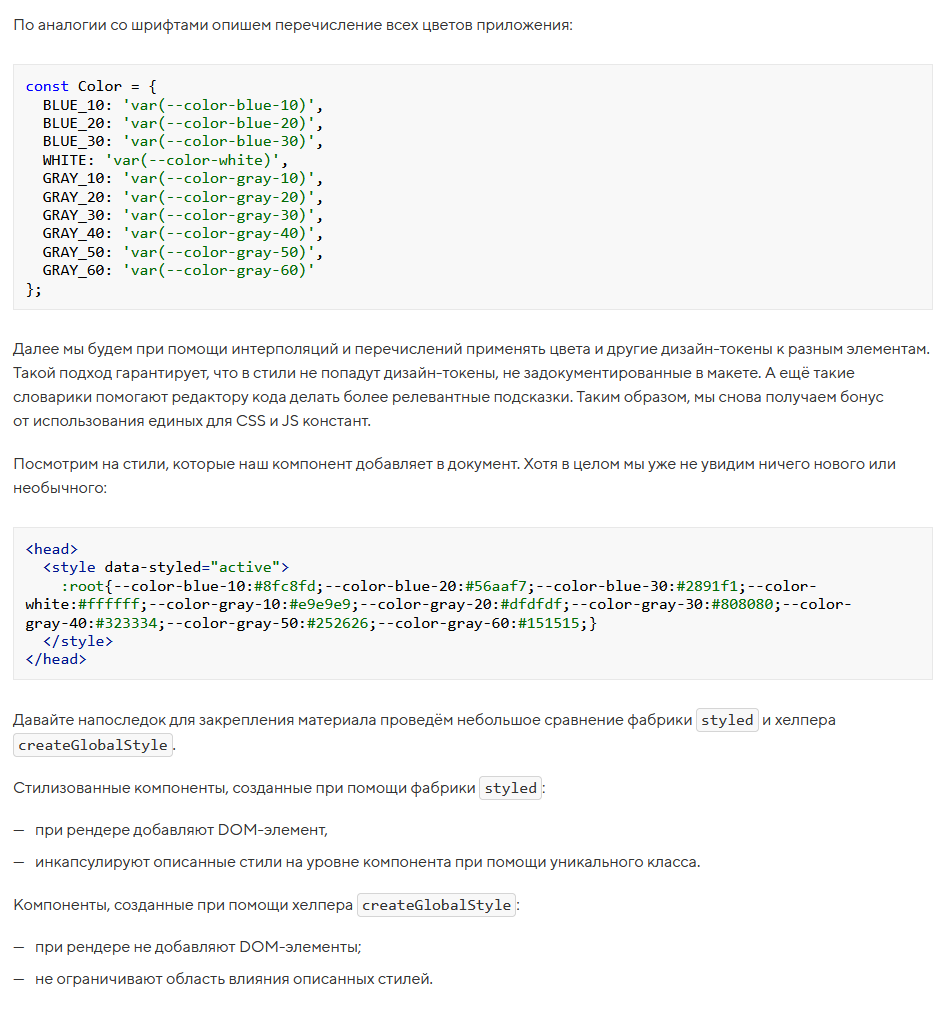 По аналогии со шрифтами опишем перечисление всех цветов приложения:
const Color = {
  BLUE_10: 'var(--color-blue-10)',
  BLUE_20: 'var(--color-blue-20)',
  BLUE_30: 'var(--color-blue-30)',
  WHITE: 'var(--color-white)',
  GRAY_10: 'var(--color-gray-10)',
  GRAY_20: 'var(--color-gray-20)',
  GRAY_30: 'var(--color-gray-30)',
  GRAY_40: 'var(--color-gray-40)',
  GRAY_50: 'var(--color-gray-50)',
  GRAY_60: 'var(--color-gray-60)'
};
Далее мы будем при помощи интерполяций и перечислений применять цвета и другие дизайн-токены к разным элементам.
Такой подход гарантирует, что в стили не попадут дизайн-токены, не задокументированные в макете. А ещё такие
словарики помогают редактору кода делать более релевантные подсказки. Таким образом, мы снова получаем бонус
от использования единых для CSS и JS констант.
Посмотрим на стили, которые наш компонент добавляет в документ. Хотя в целом мы уже не увидим ничего нового или
необычного:
<head>
  <style data-styled="active">
    :root{--color-blue-10:#8fc8fd;--color-blue-20:#56aaf7;--color-blue-30:#2891f1;--color-
white:#ffffff;--color-gray-10:#e9e9e9;--color-gray-20:#dfdfdf;--color-gray-30:#808080;--color-
gray-40:#323334;--color-gray-50:#252626;--color-gray-60:#151515;}
  </style>
</head>
Давайте напоследок для закрепления материала проведём небольшое сравнение фабрики styled и хелпера
createGlobalStyle.
Стилизованные компоненты, созданные при помощи фабрики styled:
— при рендере добавляют DOM-элемент,
— инкапсулируют описанные стили на уровне компонента при помощи уникального класса.
Компоненты, созданные при помощи хелпера createGlobalStyle:
— при рендере не добавляют DOM-элементы;
— не ограничивают область влияния описанных стилей.